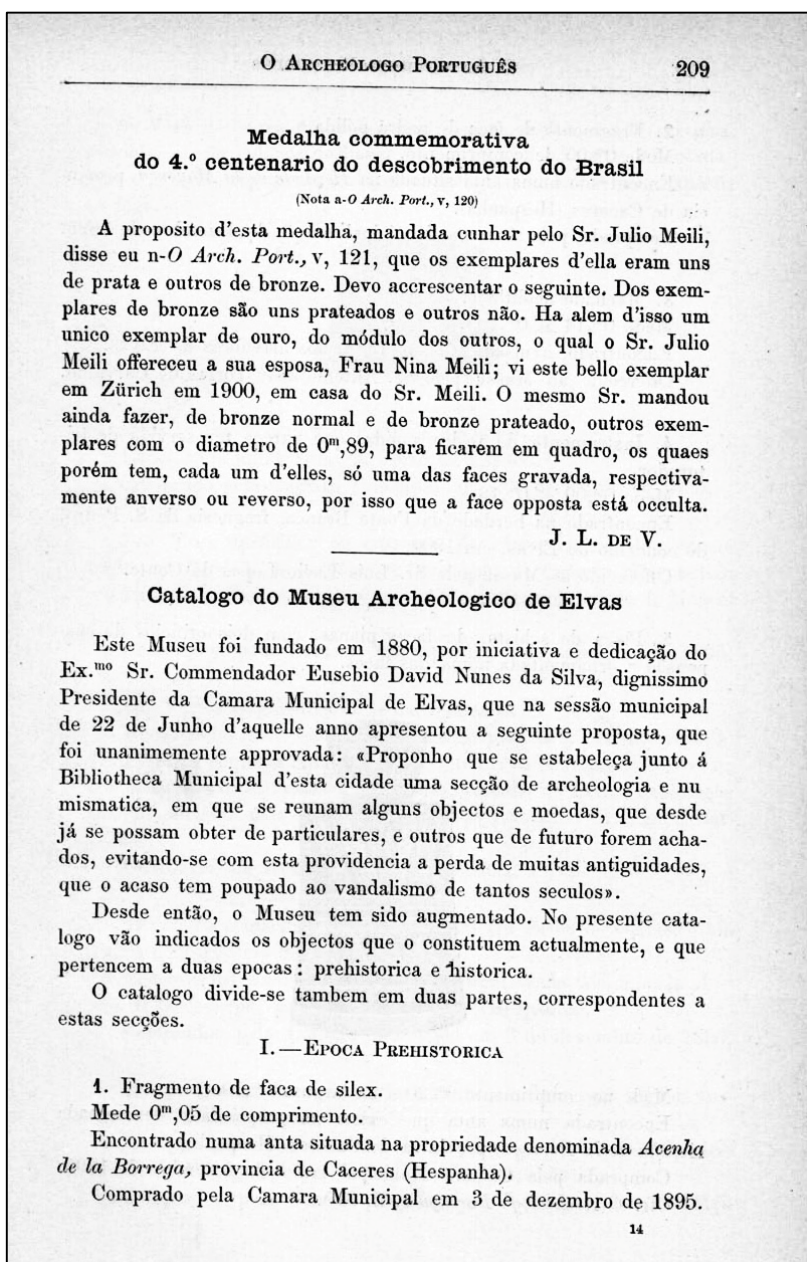 O ARCHEOLOGO PORTUGUÊS 209
Medalha commemorativa
do 4.º centenario do descobrimento do Brasil
(Nota a-O Arch. Port., v, 120)
A proposito d'esta medalha, mandada cunhar pelo Sr. Julio Meili,
disse eu n-O Arch. Port., v, 121, que os exemplares d'ella eram uns
de prata e outros de bronze. Devo accrescentar o seguinte. Dos exem-
plares de bronze são uns prateados e outros não. Ha alem d'isso um
unico exemplar de ouro, do módulo dos outros, o qual o Sr. Julio
Meili offereceu a sua esposa, Frau Nina Meili; vi este bello exemplar
em Zürich em 1900, em casa do Sr. Meili. O mesmo Sr. mandou
ainda fazer, de bronze normal e de bronze prateado, outros exem-
plares com o diametro de 0ᵐ,89, para ficarem em quadro, os quaes
porém tem, cada um d'elles, só uma das faces gravada, respectiva-
mente anverso ou reverso, por isso que a face opposta está occulta.
J. L. DE V.
Catalogo do Museu Archeologico de Elvas
Este Museu foi fundado em 1880, por iniciativa e dedicação do
Ex.ᵐᵒ Sr. Commendador Eusebio David Nunes da Silva, dignissimo
Presidente da Camara Municipal de Elvas, que na sessão municipal
de 22 de Junho d'aquelle anno apresentou a seguinte proposta, que
foi unanimemente approvada: «Proponho que se estabeleça junto á
Bibliotheca Municipal d'esta cidade uma secção de archeologia e nu
mismatica, em que se reunam alguns objectos e moedas, que desde
já se possam obter de particulares, e outros que de futuro forem acha-
dos, evitando-se com esta providencia a perda de muitas antiguidades,
que o acaso tem poupado ao vandalismo de tantos seculos».
Desde então, o Museu tem sido augmentado. No presente cata-
logo vão indicados os objectos que o constituem actualmente, e que
pertencem a duas epocas: prehistorica e historica.
O catalogo divide-se tambem em duas partes, correspondentes a
estas secções.
I.—EPOCA PREHISTORICA
1. Fragmento de faca de silex.
Mede 0ᵐ,05 de comprimento.
Encontrado numa anta situada na propriedade denominada Acenha
de la Borrega, provincia de Caceres (Hespanha).
Comprado pela Camara Municipal em 3 de dezembro de 1895.
14